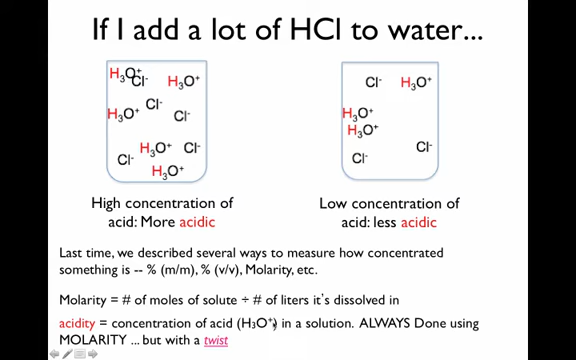 If I add a lot of HCl to water...
H₃O⁺ Cl⁻ H₃O⁺
Cl⁻
H₃O⁺ Cl⁻
H₃O⁺ Cl⁻
Cl⁻
H₃O⁺
Cl⁻ H₃O⁺
H₃O⁺
H₃O⁺
Cl⁻
Cl⁻
High concentration of
acid: More acidic
Low concentration of
acid: less acidic
Last time, we described several ways to measure how concentrated
something is -- % (m/m), % (v/v), Molarity, etc.
Molarity = # of moles of solute ÷ # of liters it's dissolved in
acidity = concentration of acid (H₃O⁺) in a solution. ALWAYS Done using
MOLARITY ... but with a twist